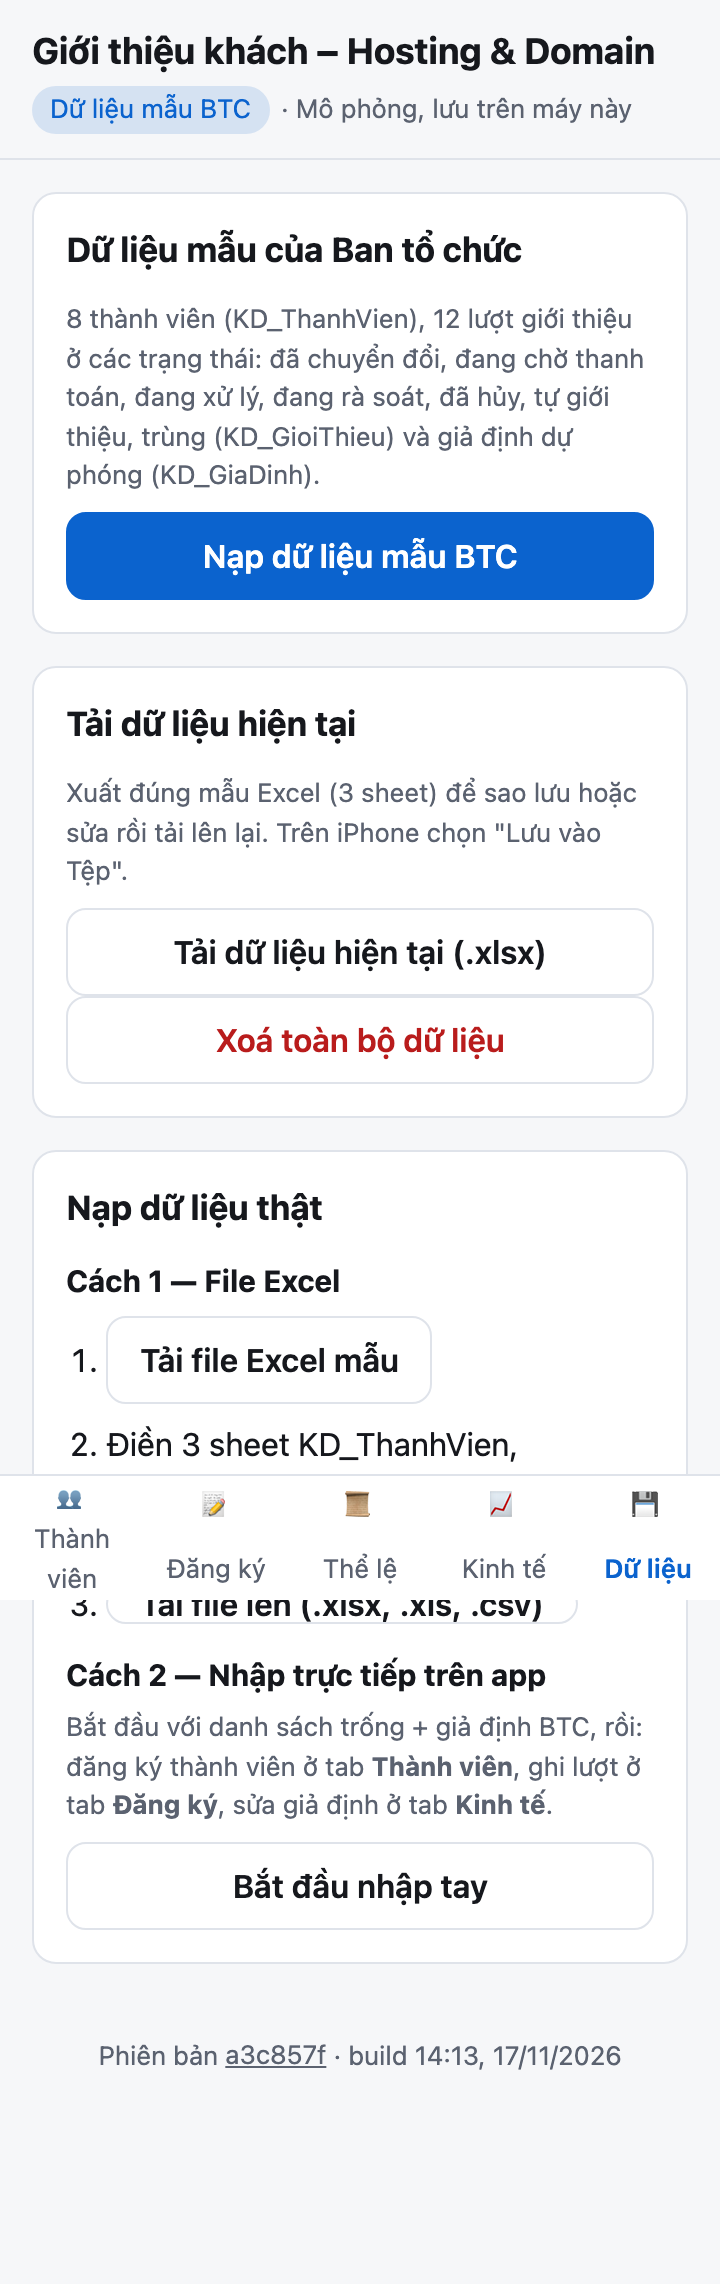 Giới thiệu khách – Hosting & Domain
Dữ liệu mẫu BTC · Mô phỏng, lưu trên máy này
Dữ liệu mẫu của Ban tổ chức
8 thành viên (KD_ThanhVien), 12 lượt giới thiệu
ở các trạng thái: đã chuyển đổi, đang chờ thanh
toán, đang xử lý, đang rà soát, đã hủy, tự giới
thiệu, trùng (KD_GioiThieu) và giả định dự
phóng (KD_GiaDinh).
Nạp dữ liệu mẫu BTC
Tải dữ liệu hiện tại
Xuất đúng mẫu Excel (3 sheet) để sao lưu hoặc
sửa rồi tải lên lại. Trên iPhone chọn "Lưu vào
Tệp".
Tải dữ liệu hiện tại (.xlsx)
Xoá toàn bộ dữ liệu
Nạp dữ liệu thật
Cách 1 — File Excel
1. Tải file Excel mẫu
2. Điền 3 sheet KD_ThanhVien,
Thành
viên
Đăng ký
Thể lệ
Kinh tế
Dữ liệu
3. Tải file lên (.xlsx, .xls, .csv)
Cách 2 — Nhập trực tiếp trên app
Bắt đầu với danh sách trống + giả định BTC, rồi:
đăng ký thành viên ở tab Thành viên, ghi lượt ở
tab Đăng ký, sửa giả định ở tab Kinh tế.
Bắt đầu nhập tay
Phiên bản a3c857f · build 14:13, 17/11/2026